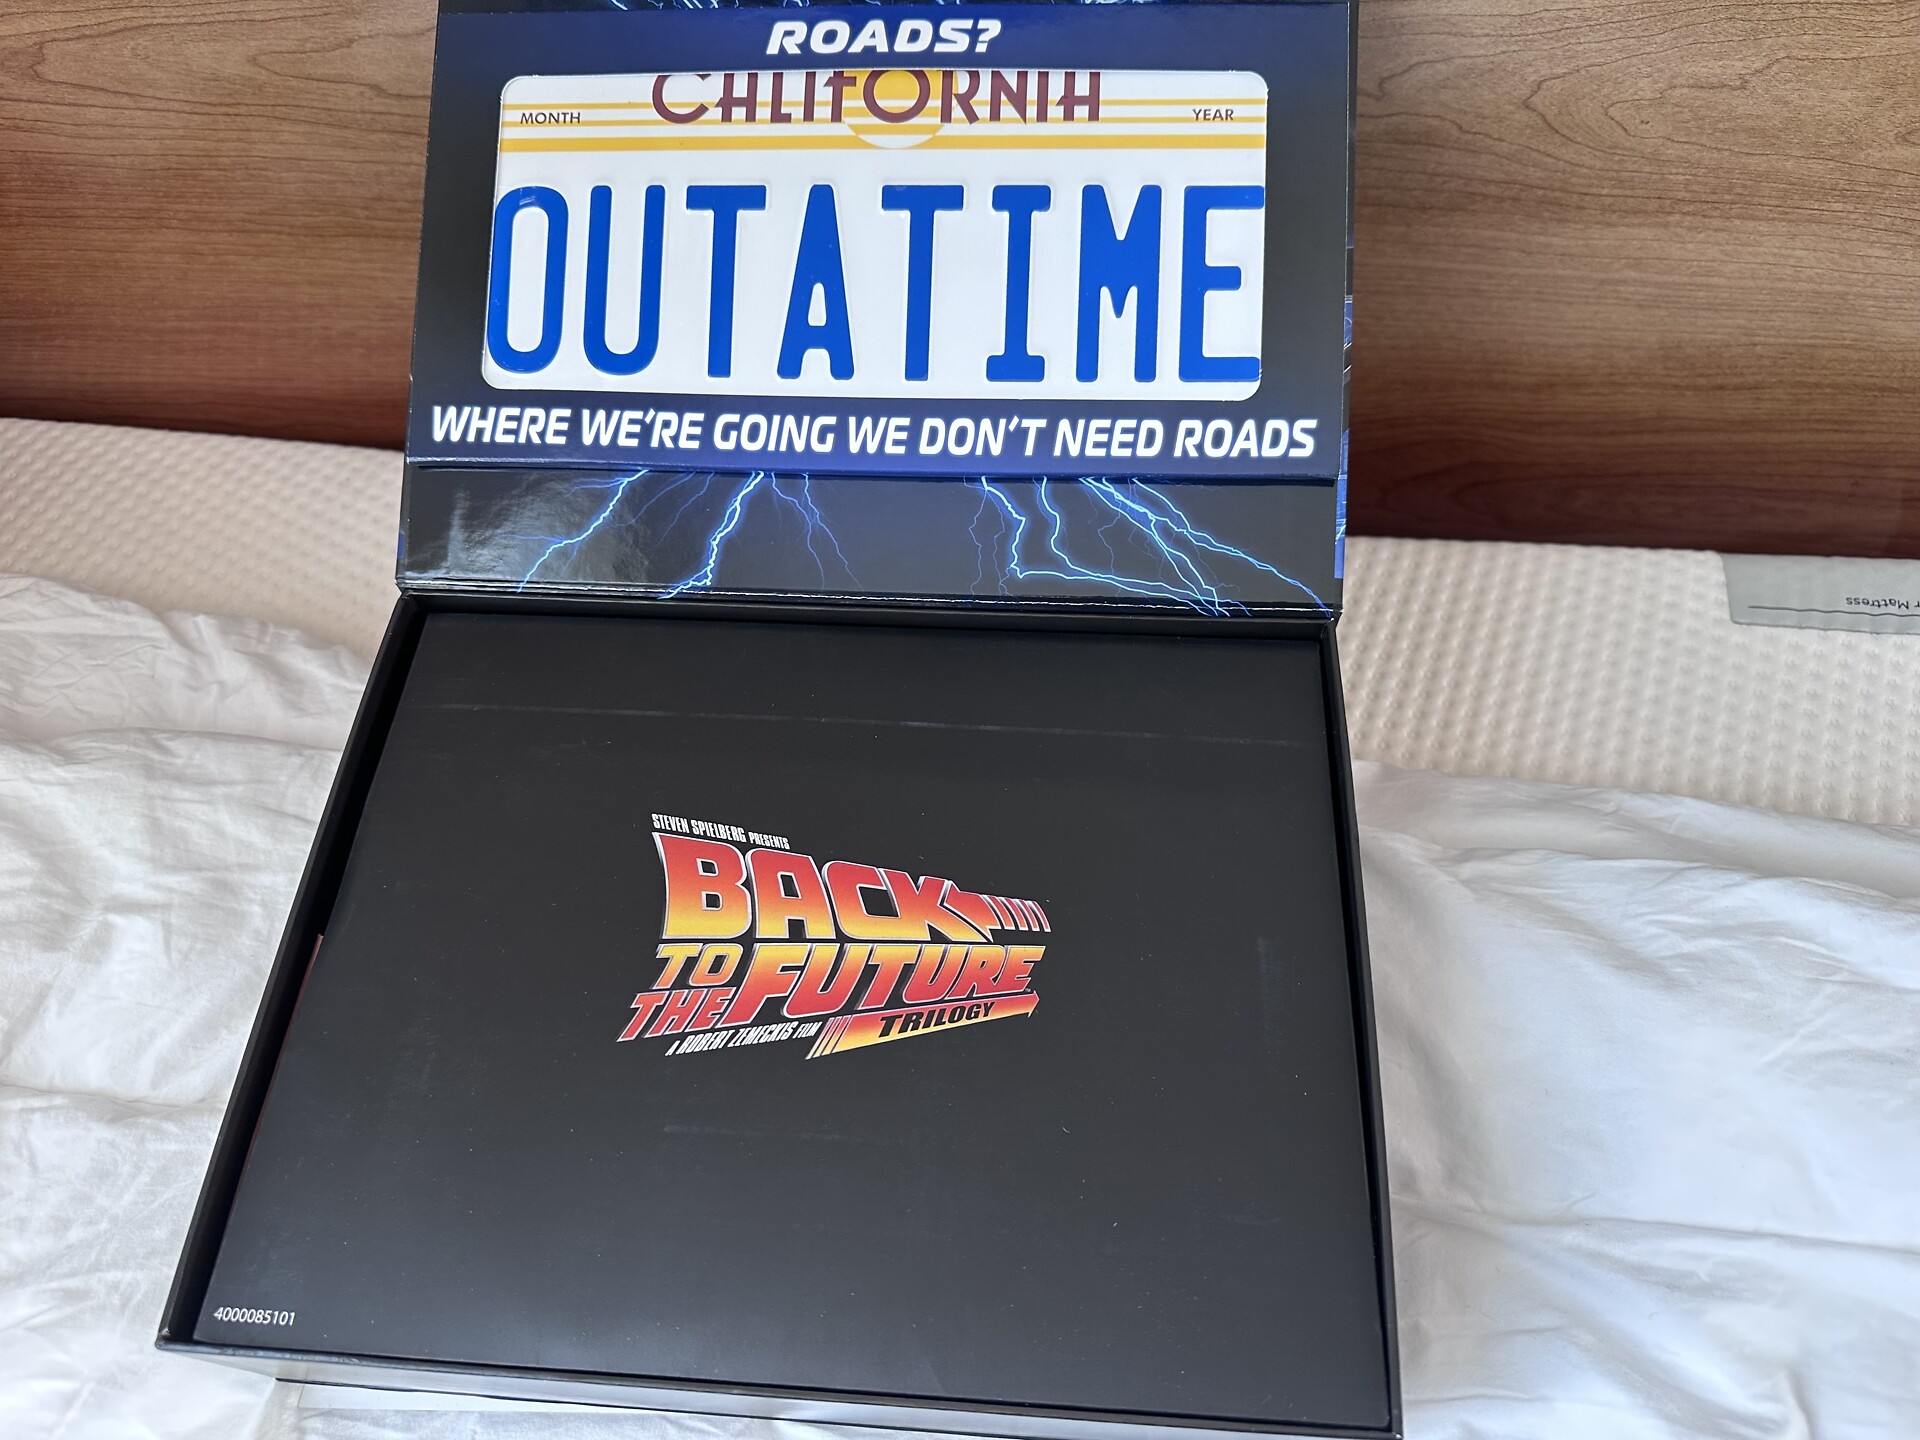 ROADS?
CALIFORNIA
MONTH
YEAR
OUTATIME
WHERE WE'RE GOING WE DON'T NEED ROADS
r Mattress
STEVEN SPIELBERG PRESENTS
BACK
TO
THE FUTURE
TRILOGY
A ROBERT ZEMECKIS FILM
4000085101